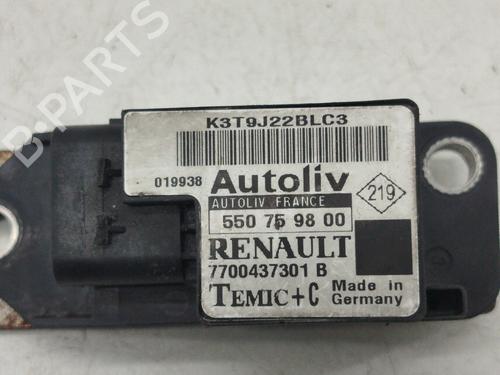 K3T9J22BLC3
019938 Autoliv
AUTOLIV FRANCE
219
550 75 98 00
RENAULT
7700437301 B
TEMIC+C Made in Germany
B-PARTS